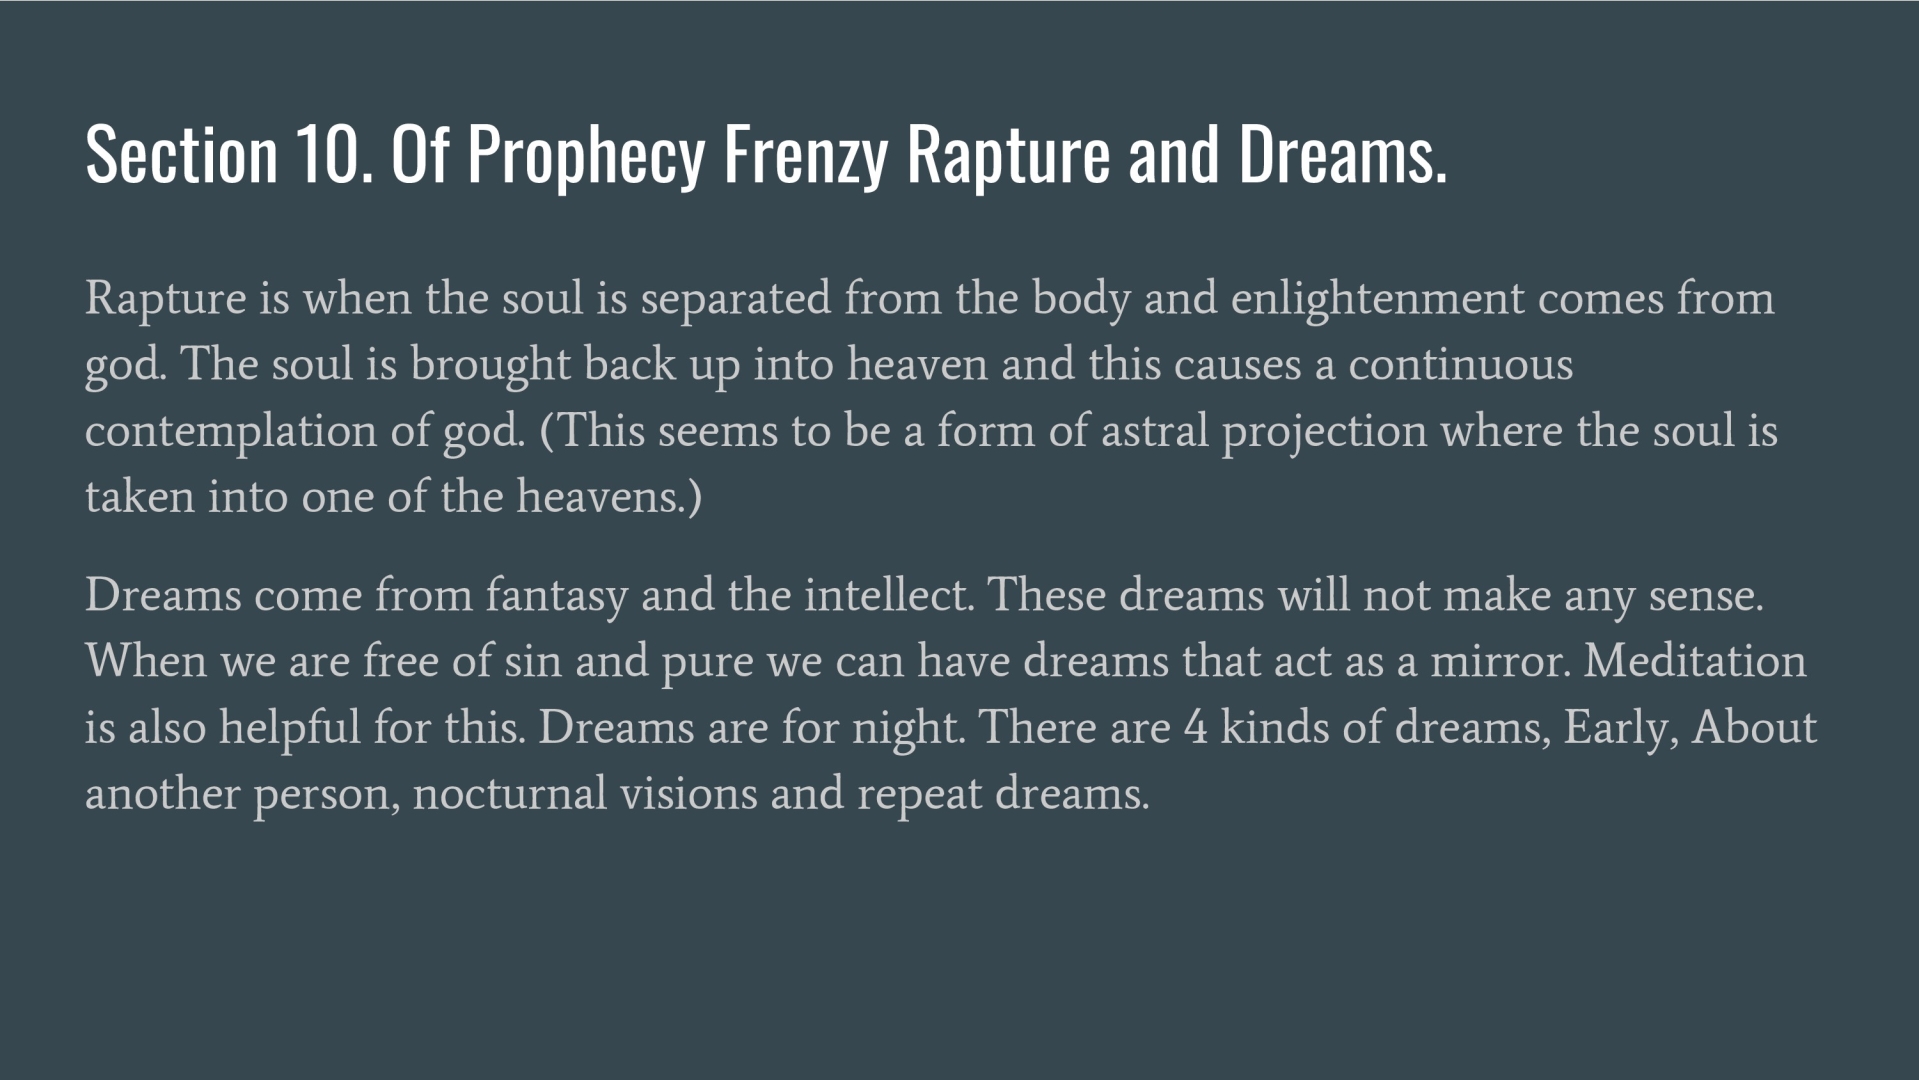 Section 10. Of Prophecy Frenzy Rapture and Dreams.
Rapture is when the soul is separated from the body and enlightenment comes from
god. The soul is brought back up into heaven and this causes a continuous
contemplation of god. (This seems to be a form of astral projection where the soul is
taken into one of the heavens.)
Dreams come from fantasy and the intellect. These dreams will not make any sense.
When we are free of sin and pure we can have dreams that act as a mirror. Meditation
is also helpful for this. Dreams are for night. There are 4 kinds of dreams, Early, About
another person, nocturnal visions and repeat dreams.